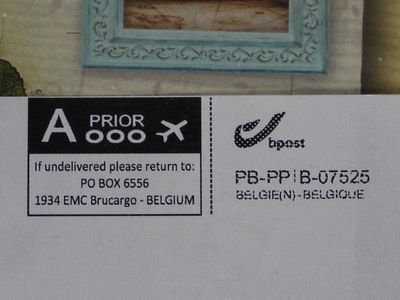 A PRIOR
If undelivered please return to:
PO BOX 6556
1934 EMC Brucargo - BELGIUM
bpost
PB-PP|B-07525
BELGIE(N)-BELGIQUE